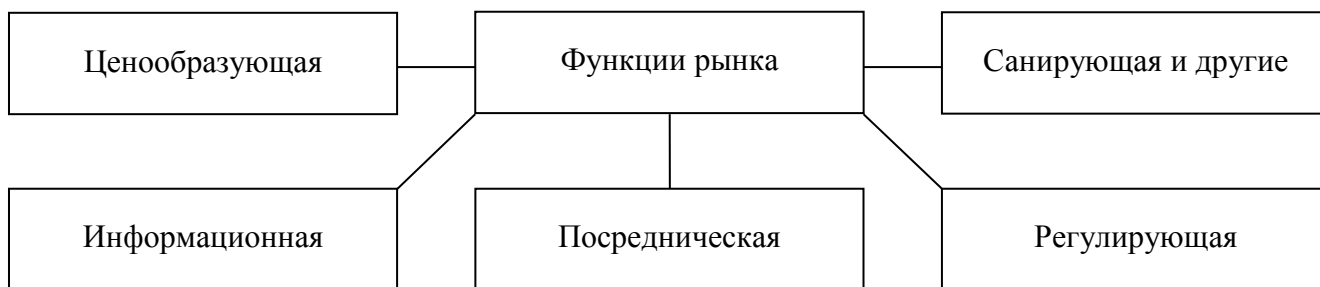 Ценообразующая
Функции рынка
Санирующая и другие
Информационная
Посредническая
Регулирующая